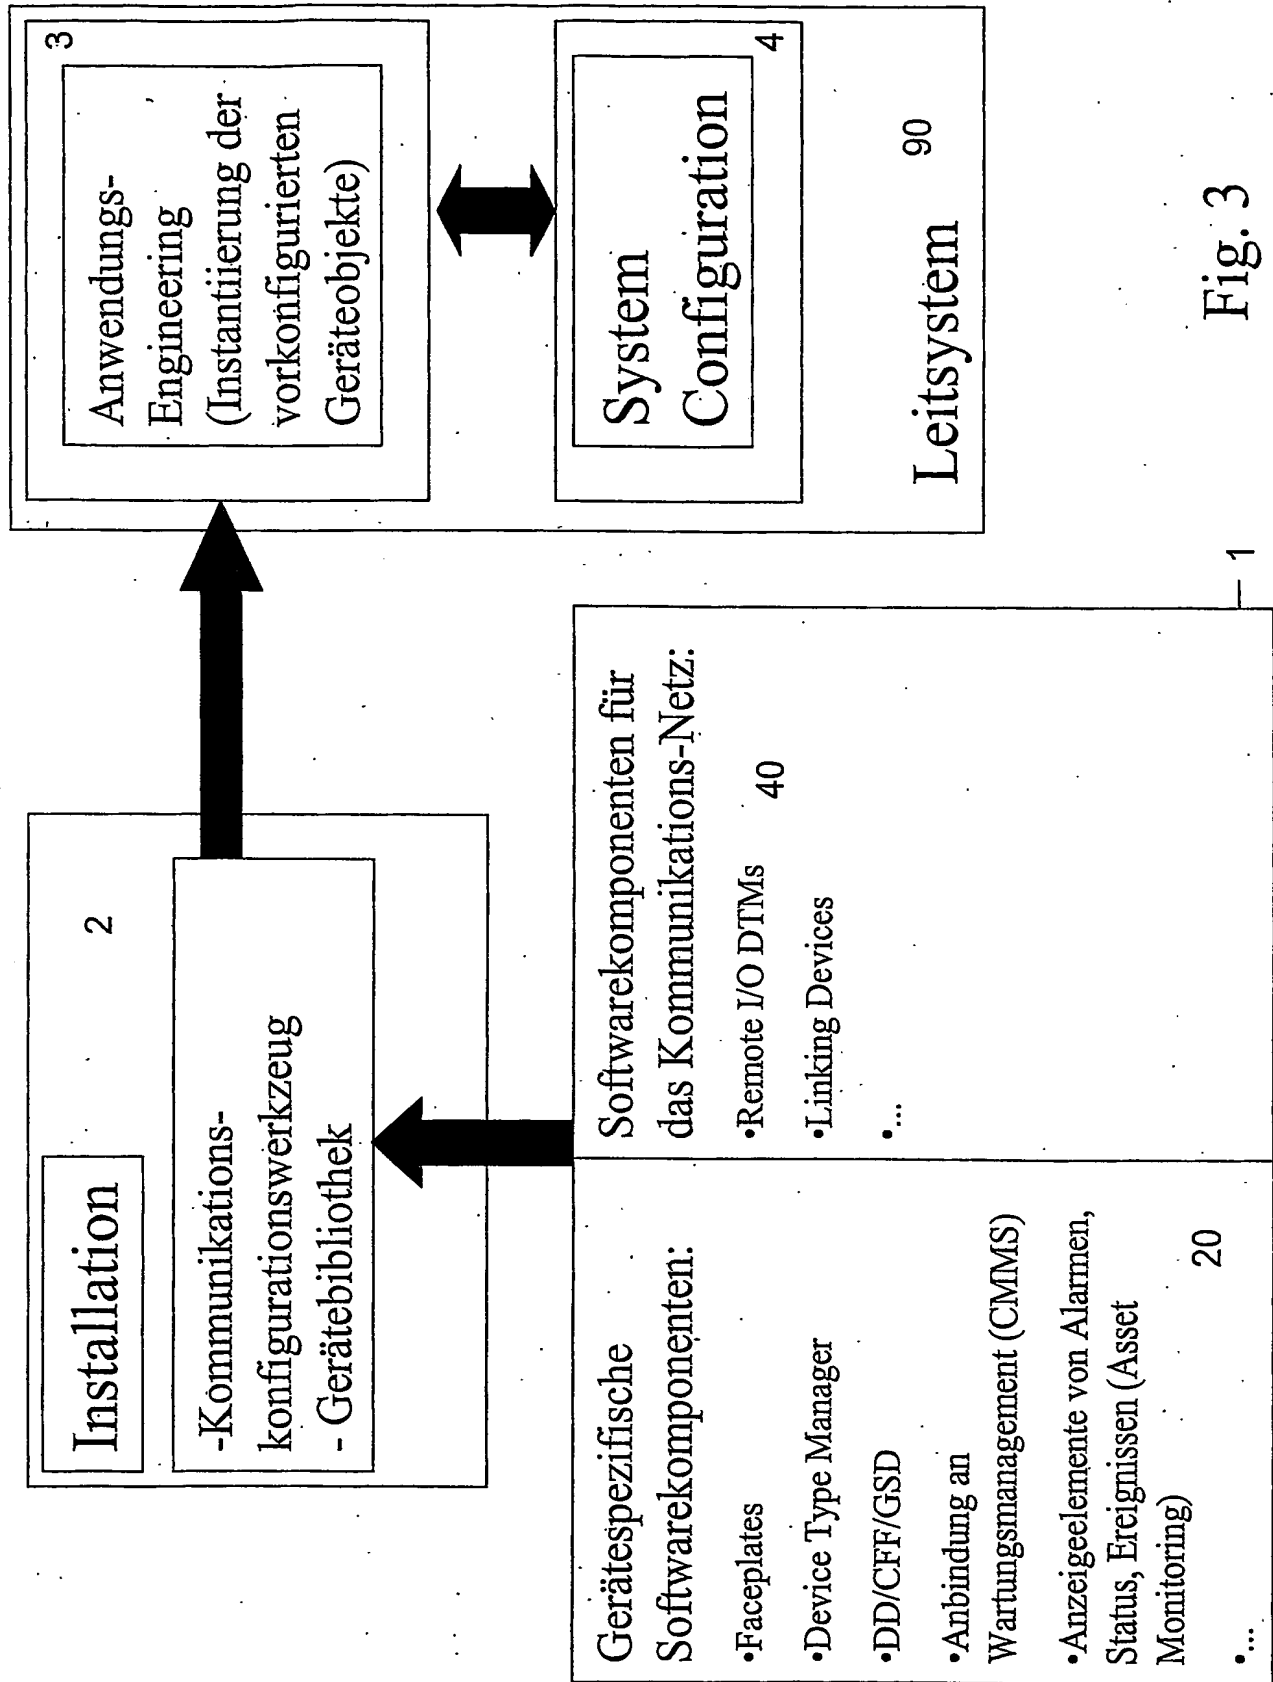 Installation
2
-Kommunikations-
konfigurationswerkzeug
- Gerätebibliothek
3
Anwendungs-
Engineering
(Instantiierung der
vorkonfigurierten
Geräteobjekte)
4
System
Configuration
90
Leitsystem
Gerätespezifische
Softwarekomponenten:
•Faceplates
•Device Type Manager
•DD/CFF/GSD
•Anbindung an
Wartungsmanagement (CMMS)
•Anzeigeelemente von Alarmen,
Status, Ereignissen (Asset
Monitoring)
•...
20
Softwarekomponenten für
das Kommunikations-Netz:
•Remote I/O DTMs
40
•Linking Devices
•...
1
Fig. 3